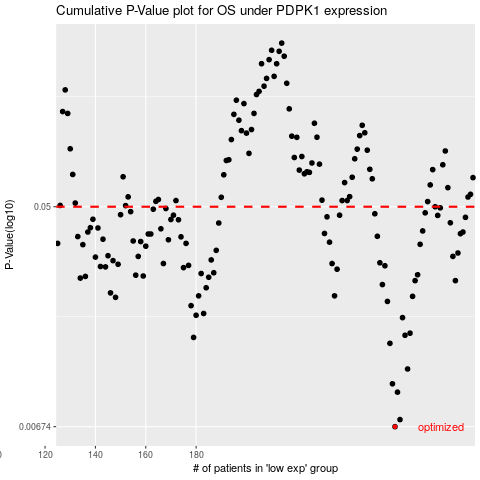 Cumulative P-Value plot for OS under PDPK1 expression
P-Value(log10)
0.05
0.00674
optimized
0 120 140 160 180
# of patients in 'low exp' group